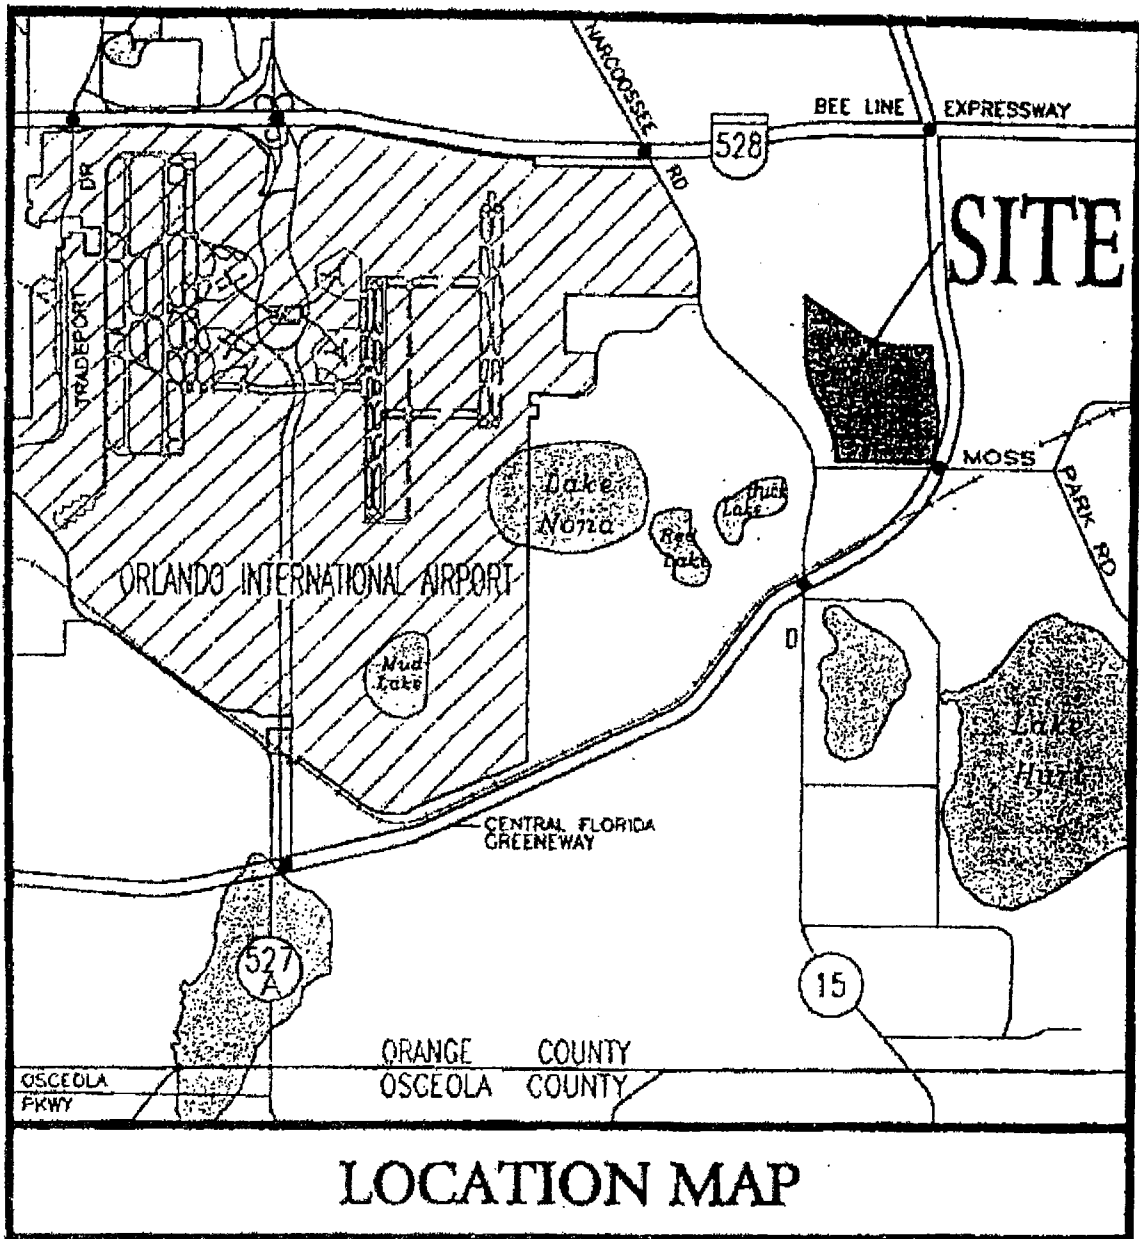 NARCOOSSEE
RD
BEE LINE EXPRESSWAY
528
SITE
DR
TRADEPORT
MOSS
PARK RD
Lake
Nona
Red
Lake
Buck
Lake
ORLANDO INTERNATIONAL AIRPORT
Mud
Lake
Lake
Hart
CENTRAL FLORIDA
GREENEWAY
527
A
15
ORANGE COUNTY
OSCEOLA COUNTY
OSCEOLA
PKWY
LOCATION MAP